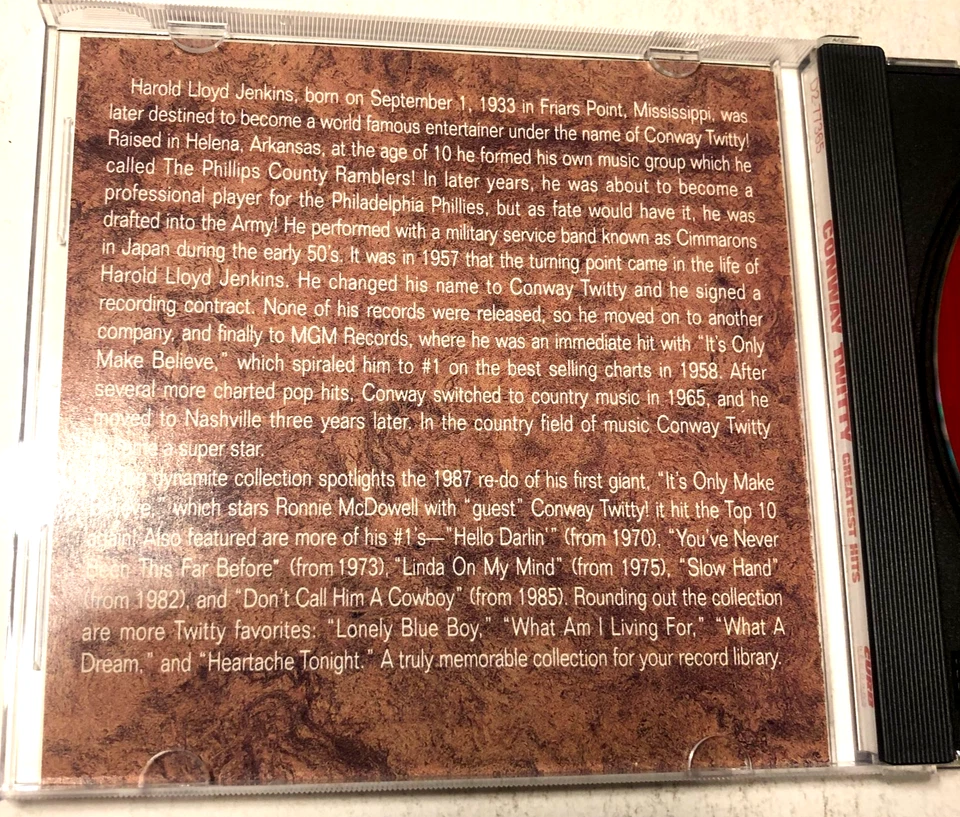 Harold Lloyd Jenkins, born on September 1, 1933 in Friars Point, Mississippi, was
later destined to become a world famous entertainer under the name of Conway Twitty!
Raised in Helena, Arkansas, at the age of 10 he formed his own music group which he
called The Phillips County Ramblers! In later years, he was about to become a
professional player for the Philadelphia Phillies, but as fate would have it, he was
drafted into the Army! He performed with a military service band known as Cimmarons
in Japan during the early 50's. It was in 1957 that the turning point came in the life of
Harold Lloyd Jenkins. He changed his name to Conway Twitty and he signed a
recording contract. None of his records were released, so he moved on to another
company, and finally to MGM Records, where he was an immediate hit with "It's Only
Make Believe," which spiraled him to #1 on the best selling charts in 1958. After
several more charted pop hits, Conway switched to country music in 1965, and he
moved to Nashville three years later. In the country field of music Conway Twitty
a super star.
dynamite collection spotlights the 1987 re-do of his first giant, "It's Only Make
Believe," which stars Ronnie McDowell with "guest" Conway Twitty! it hit the Top 10
again! Also featured are more of his #1's—"Hello Darlin'" (from 1970), "You've Never
Been This Far Before" (from 1973), "Linda On My Mind" (from 1975), "Slow Hand"
(from 1982), and "Don't Call Him A Cowboy" (from 1985). Rounding out the collection
are more Twitty favorites: "Lonely Blue Boy," "What Am I Living For," "What A
Dream," and "Heartache Tonight." A truly memorable collection for your record library.
CONWAY TWITTY GREATEST HITS
CURB